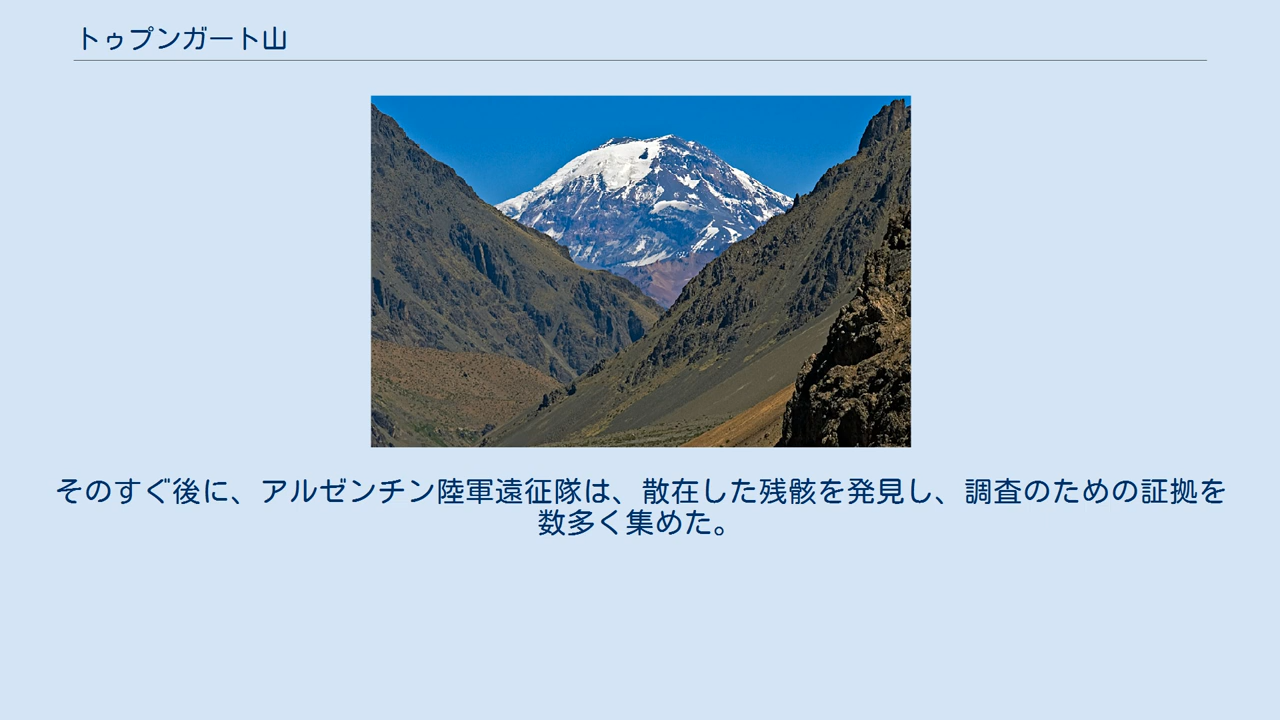 トゥプンガート山
そのすぐ後に、アルゼンチン陸軍遠征隊は、散在した残骸を発見し、調査のための証拠を
数多く集めた。